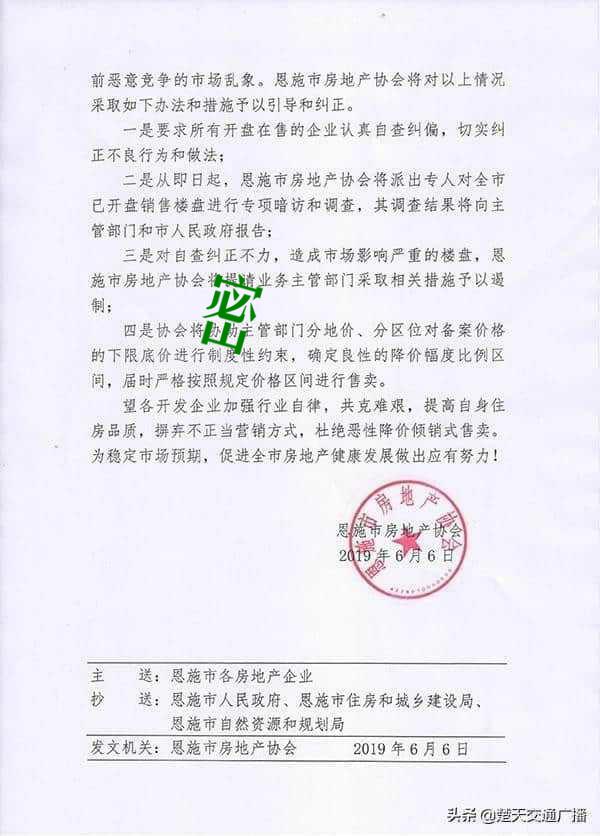 前恶意竞争的市场乱象。恩施市房地产协会将对以上情况
采取如下办法和措施予以引导和纠正。
一是要求所有开盘在售的企业认真自查纠偏，切实纠
正不良行为和做法；
二是从即日起，恩施市房地产协会将派出专人对全市
已开盘销售楼盘进行专项暗访和调查，其调查结果将向主
管部门和市人民政府报告；
三是对自查纠正不力，造成市场影响严重的楼盘，恩
施市房地产协会将提请业务主管部门采取相关措施予以遏
制；
宓
出
四是协会将协助主管部门分地价、分区位对备案价格
的下限底价进行制度性约束，确定良性的降价幅度比例区
间，届时严格按照规定价格区间进行售卖。
望各开发企业加强行业自律，共克难艰，提高自身住
房品质，摒弃不正当营销方式，杜绝恶性降价倾销式售卖。
为稳定市场预期，促进全市房地产健康发展做出应有努力！
恩施市房地产协会
恩施市房地产协会
2019年6月6日
主 送：恩施市各房地产企业
抄 送：恩施市人民政府、恩施市住房和城乡建设局、
恩施市自然资源和规划局
发文机关：恩施市房地产协会 2019年6月6日
头条@楚天交通广播